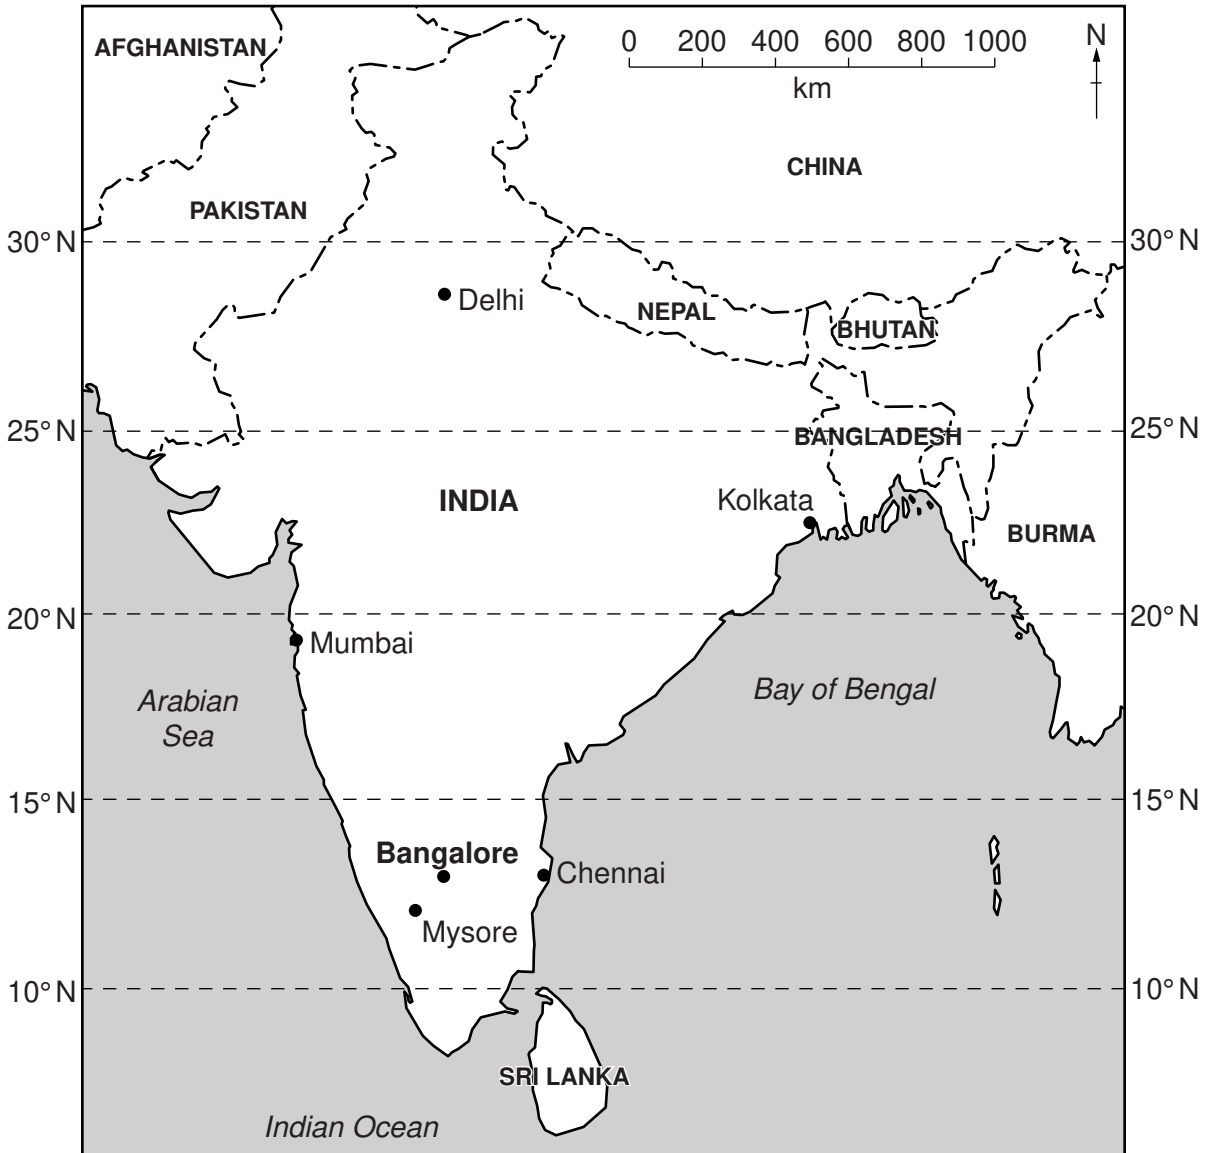 AFGHANISTAN
0 200 400 600 800 1000
km
N
CHINA
PAKISTAN
30° N
30° N
Delhi
NEPAL
BHUTAN
25° N
25° N
BANGLADESH
INDIA
Kolkata
BURMA
20° N
20° N
Mumbai
Bay of Bengal
Arabian
Sea
15° N
15° N
Bangalore
Chennai
Mysore
10° N
10° N
SRI LANKA
Indian Ocean